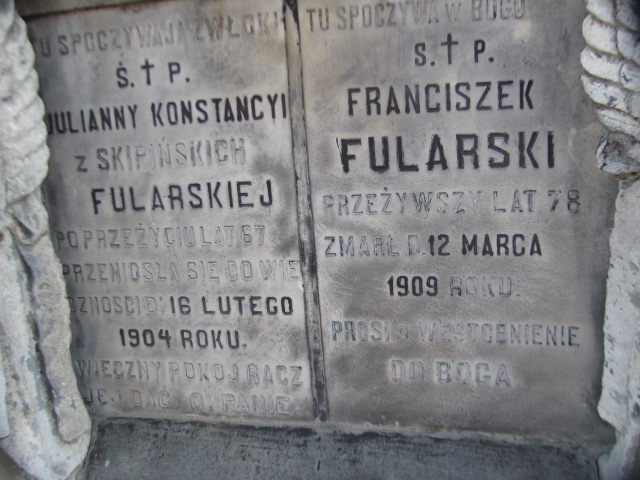 TU SPOCZYWAJĄ ZWŁOKI
Ś.†P.
JULIANNY KONSTANCYI
z SKIPIŃSKICH
FULARSKIEJ
PO PRZEŻYCIU LAT 67
PRZENIOSŁA SIĘ DO WIE
CZNOŚCI D. 16 LUTEGO
1904 ROKU.
WIECZNY POKÓJ RACZ
JEJ DAĆ O! PANIE.
TU SPOCZYWA W BOGU
Ś.†P.
FRANCISZEK
FULARSKI
PRZEŻYWSZY LAT 78
ZMARŁ D. 12 MARCA
1909 ROKU.
PROSI O WESTCHNIENIE
DO BOGA